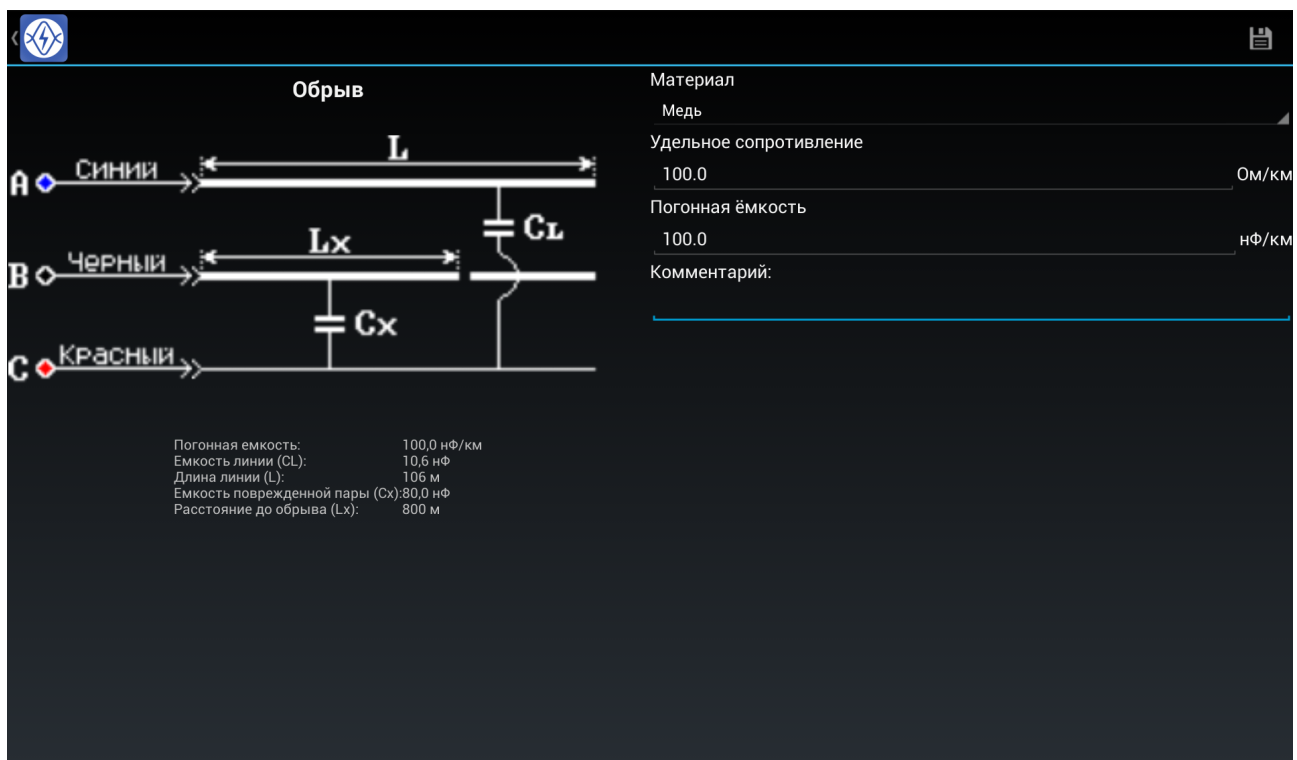 Обрыв
L
A Синий
CL
Lx
B Черный
Cx
C Красный
Погонная емкость: 100,0 нФ/км
Емкость линии (CL): 10,6 нФ
Длина линии (L): 106 м
Емкость поврежденной пары (Cx):80,0 нФ
Расстояние до обрыва (Lx): 800 м
Материал
Медь
Удельное сопротивление
100.0 Ом/км
Погонная ёмкость
100.0 нФ/км
Комментарий: